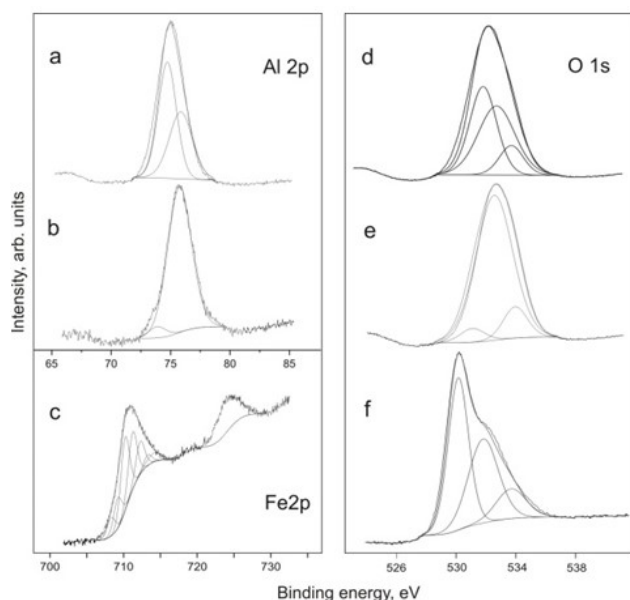 a
Al 2p
b
65 70 75 80 85
c
Fe2p
700 710 720 730
d
O 1s
e
f
526 530 534 538
Intensity, arb. units
Binding energy, eV